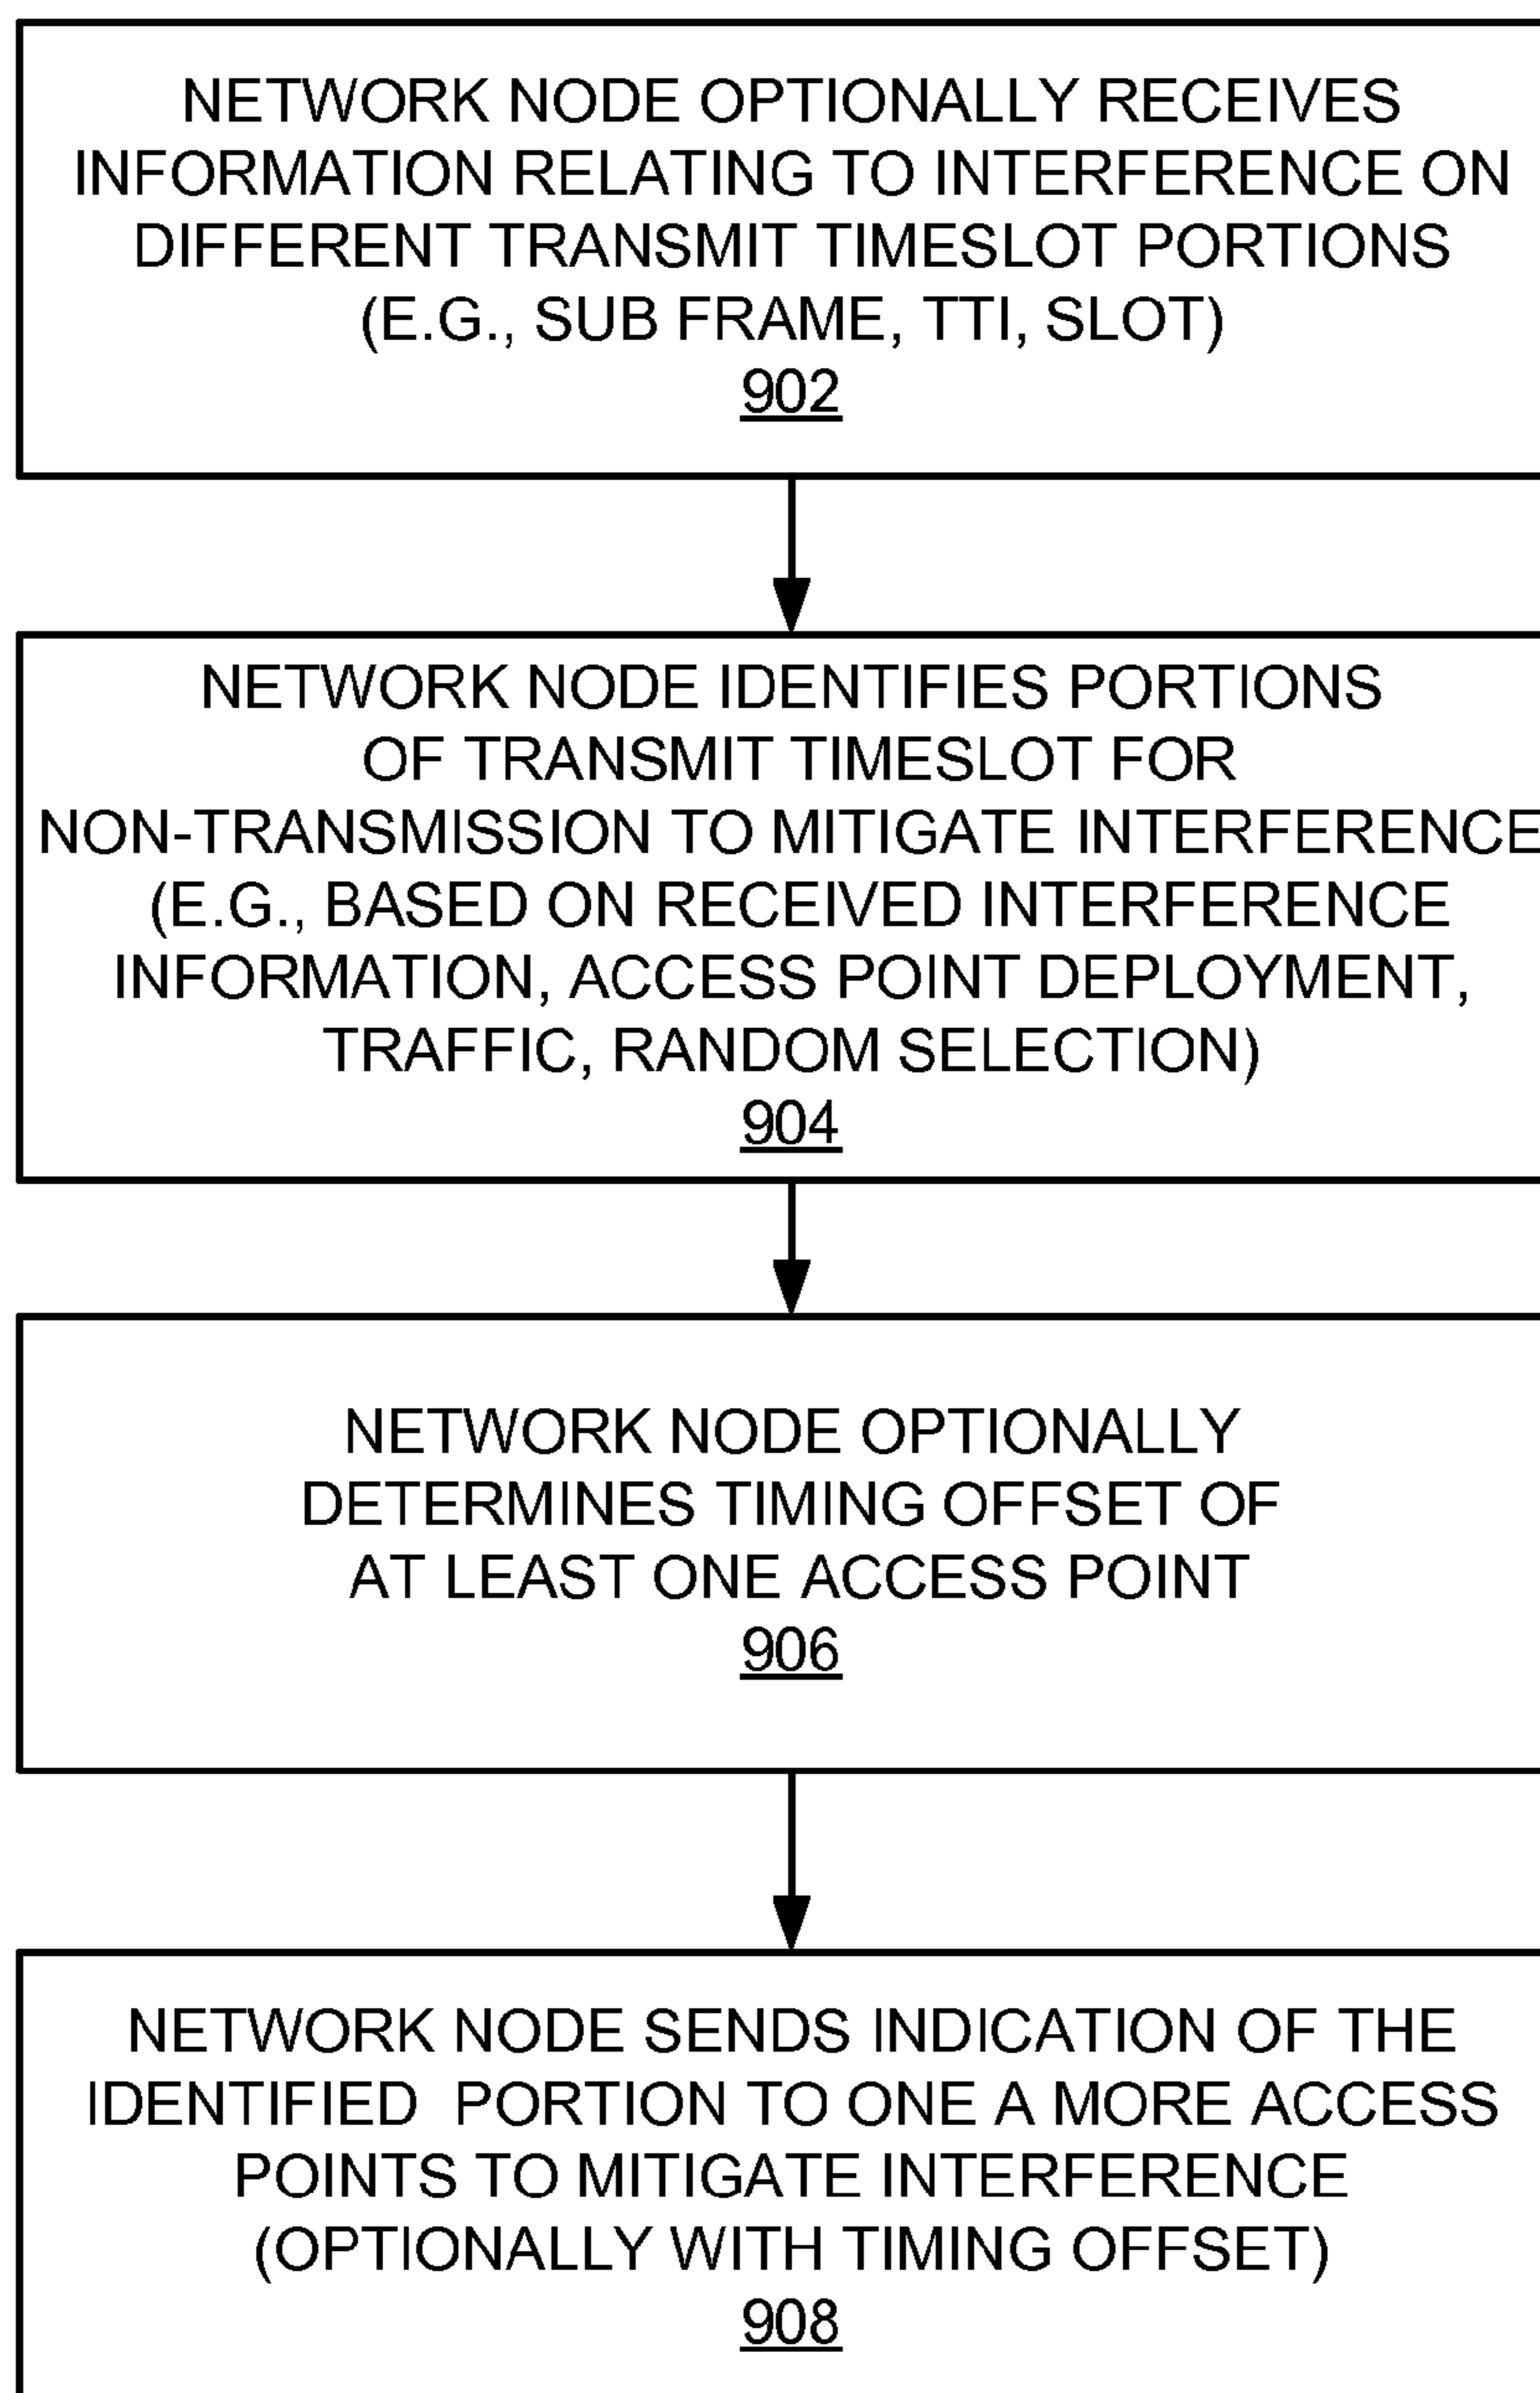 NETWORK NODE OPTIONALLY RECEIVES
INFORMATION RELATING TO INTERFERENCE ON
DIFFERENT TRANSMIT TIMESLOT PORTIONS
(E.G., SUB FRAME, TTI, SLOT)
902
NETWORK NODE IDENTIFIES PORTIONS
OF TRANSMIT TIMESLOT FOR
NON-TRANSMISSION TO MITIGATE INTERFERENCE
(E.G., BASED ON RECEIVED INTERFERENCE
INFORMATION, ACCESS POINT DEPLOYMENT,
TRAFFIC, RANDOM SELECTION)
904
NETWORK NODE OPTIONALLY
DETERMINES TIMING OFFSET OF
AT LEAST ONE ACCESS POINT
906
NETWORK NODE SENDS INDICATION OF THE
IDENTIFIED PORTION TO ONE A MORE ACCESS
POINTS TO MITIGATE INTERFERENCE
(OPTIONALLY WITH TIMING OFFSET)
908